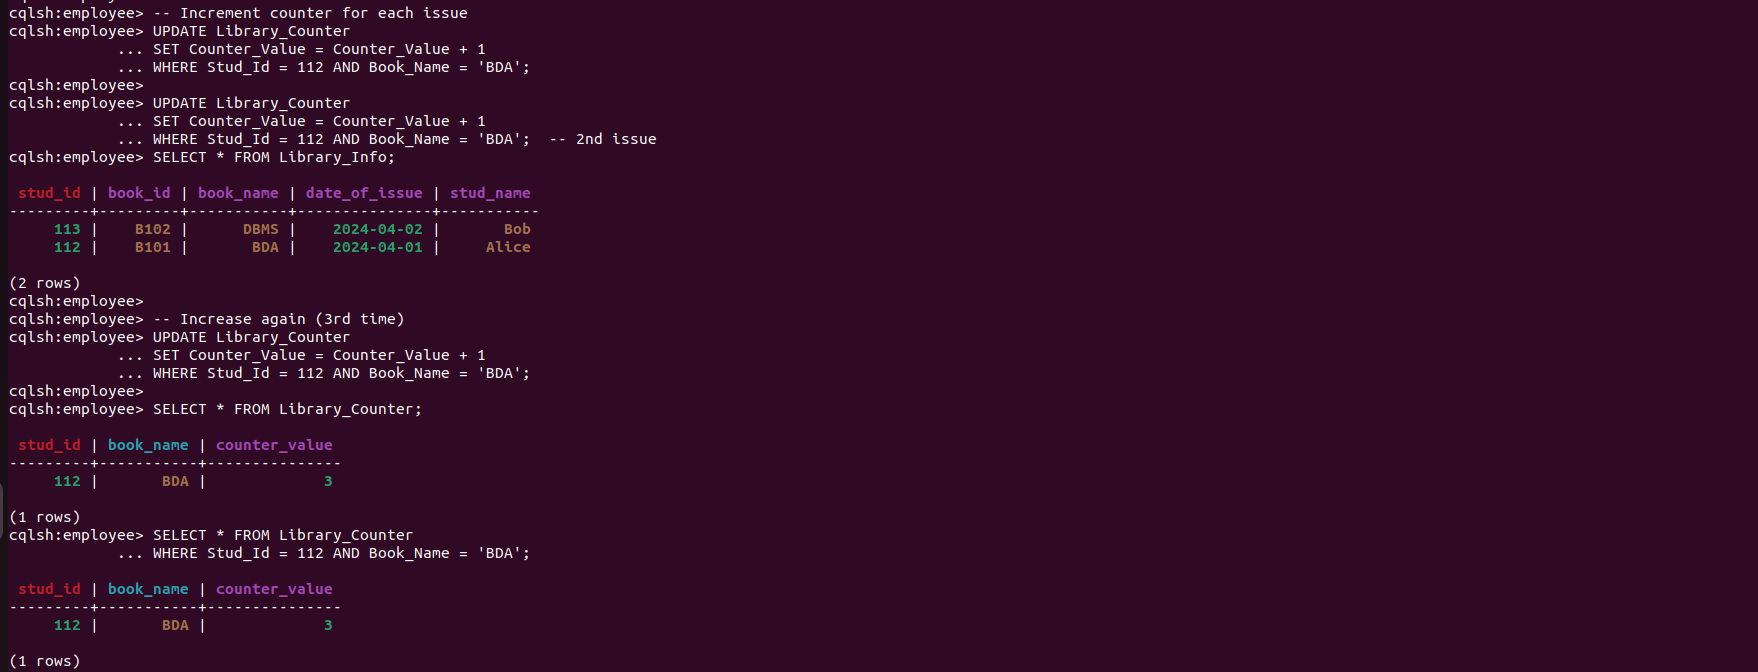 cqlsh:employee> -- Increment counter for each issue
cqlsh:employee> UPDATE Library_Counter
            ... SET Counter_Value = Counter_Value + 1
            ... WHERE Stud_Id = 112 AND Book_Name = 'BDA';
cqlsh:employee>
cqlsh:employee> UPDATE Library_Counter
            ... SET Counter_Value = Counter_Value + 1
            ... WHERE Stud_Id = 112 AND Book_Name = 'BDA';  -- 2nd issue
cqlsh:employee> SELECT * FROM Library_Info;
 stud_id | book_id | book_name | date_of_issue | stud_name
---------+---------+-----------+---------------+-----------
     113 |    B102 |      DBMS |    2024-04-02 |       Bob
     112 |    B101 |       BDA |    2024-04-01 |     Alice
(2 rows)
cqlsh:employee>
cqlsh:employee> -- Increase again (3rd time)
cqlsh:employee> UPDATE Library_Counter
            ... SET Counter_Value = Counter_Value + 1
            ... WHERE Stud_Id = 112 AND Book_Name = 'BDA';
cqlsh:employee>
cqlsh:employee> SELECT * FROM Library_Counter;
 stud_id | book_name | counter_value
---------+-----------+---------------
     112 |       BDA |             3
(1 rows)
cqlsh:employee> SELECT * FROM Library_Counter
            ... WHERE Stud_Id = 112 AND Book_Name = 'BDA';
 stud_id | book_name | counter_value
---------+-----------+---------------
     112 |       BDA |             3
(1 rows)